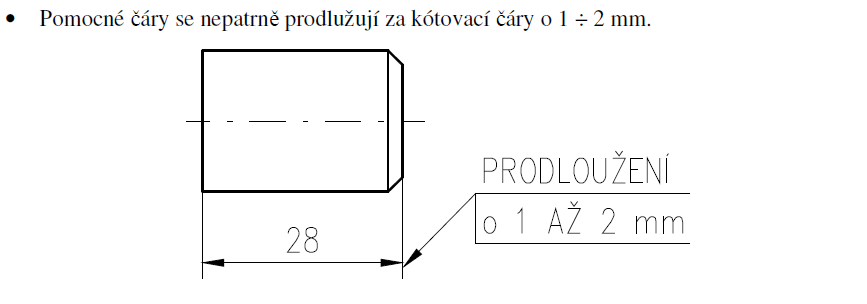 • Pomocné čáry se nepatrně prodlužují za kótovací čáry o 1 ÷ 2 mm.
PRODLOUŽENÍ
o 1 AŽ 2 mm
28